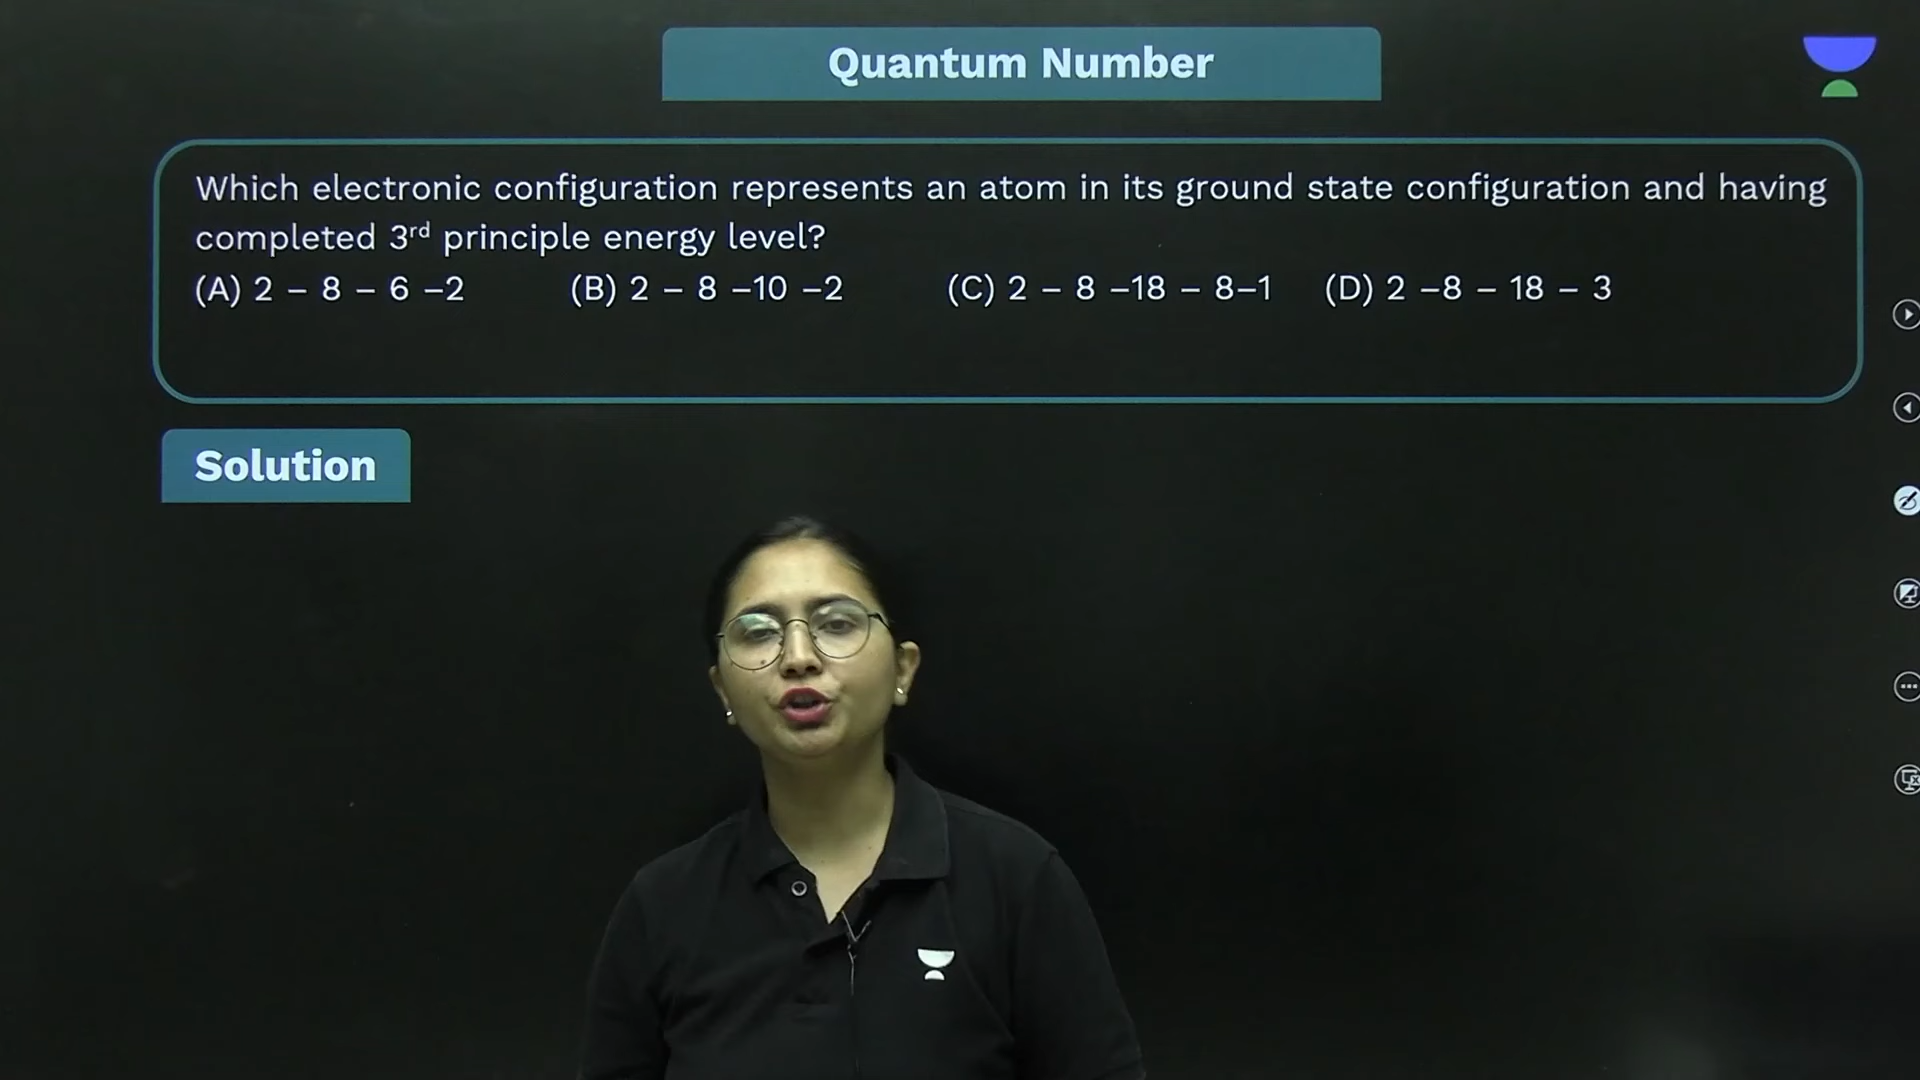 Quantum Number
Which electronic configuration represents an atom in its ground state configuration and having
completed 3rd principle energy level?
(A) 2 – 8 – 6 –2 (B) 2 – 8 –10 –2 (C) 2 – 8 –18 – 8–1 (D) 2 –8 – 18 – 3
Solution